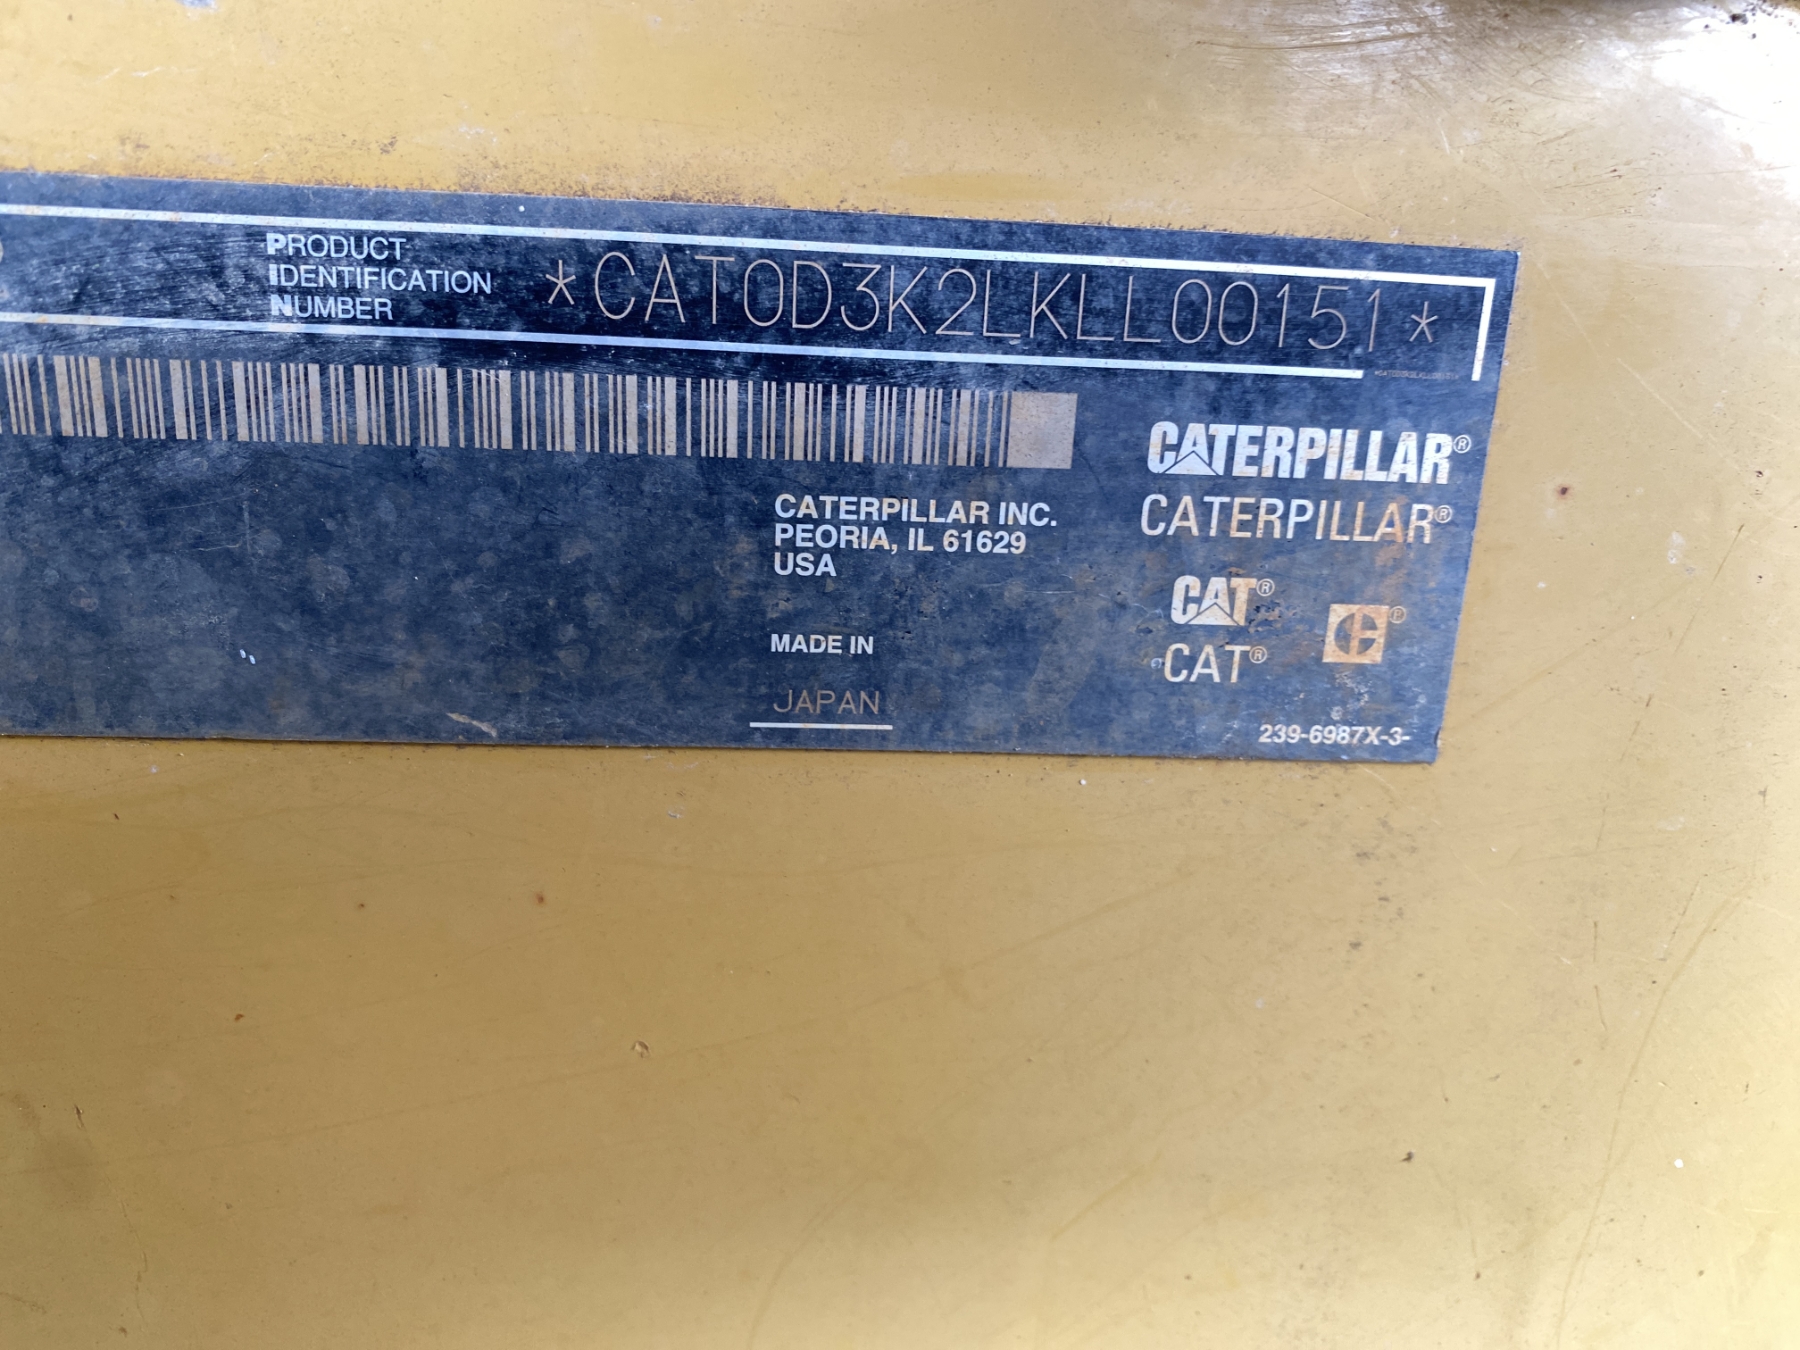 PRODUCT
IDENTIFICATION
NUMBER
*CAT0D3K2LKLL00151*
CATERPILLAR®
CATERPILLAR®
CATERPILLAR INC.
PEORIA, IL 61629
USA
CAT®
CAT®
®
MADE IN
JAPAN
239-6987X-3-